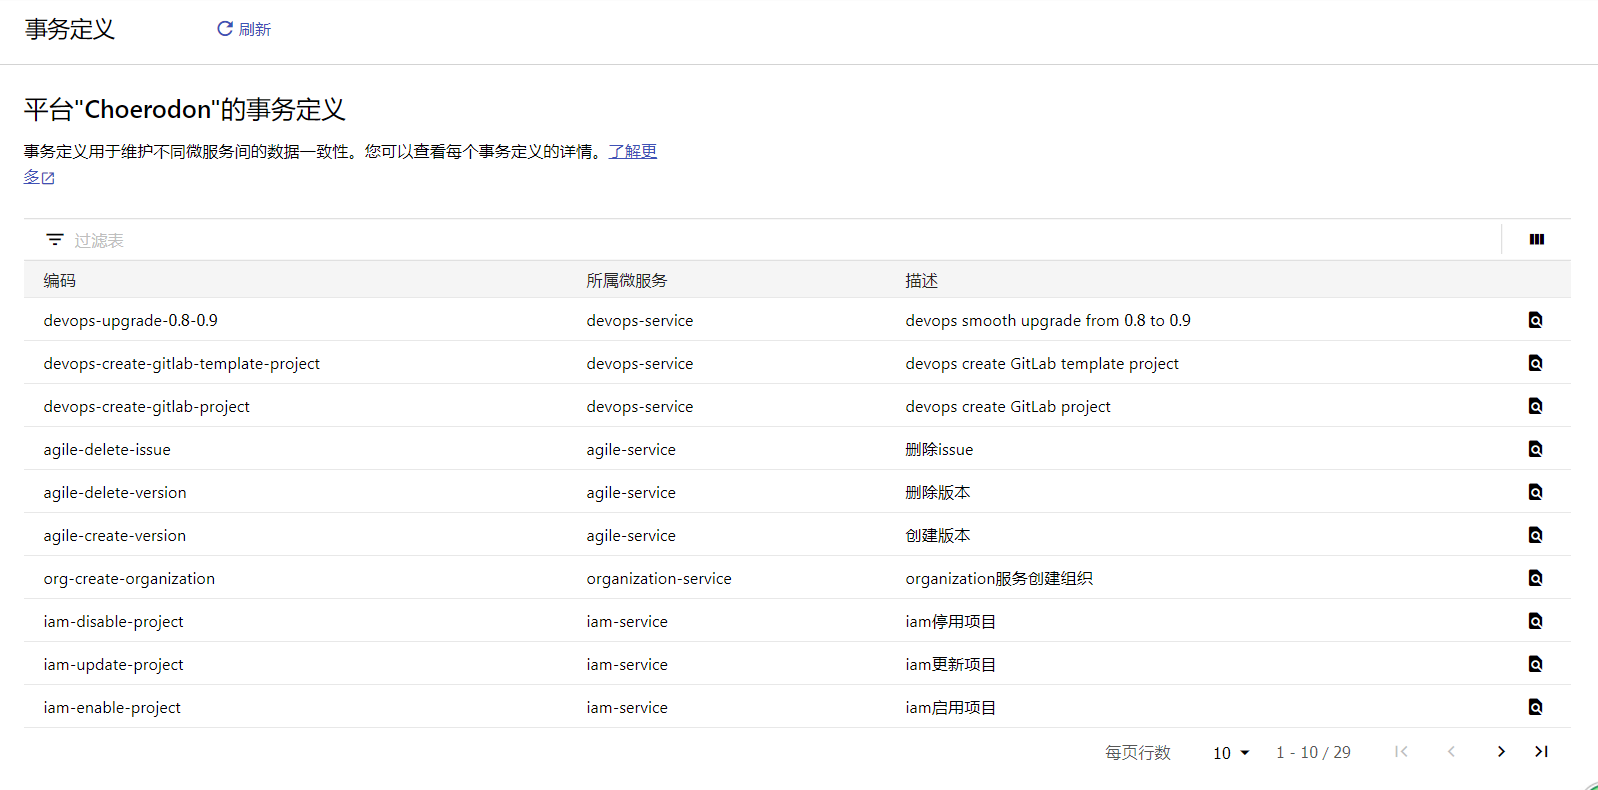 事务定义 刷新
平台"Choerodon"的事务定义
事务定义用于维护不同微服务间的数据一致性。您可以查看每个事务定义的详情。了解更
多
过滤表
编码 所属微服务 描述
devops-upgrade-0.8-0.9 devops-service devops smooth upgrade from 0.8 to 0.9
devops-create-gitlab-template-project devops-service devops create GitLab template project
devops-create-gitlab-project devops-service devops create GitLab project
agile-delete-issue agile-service 删除issue
agile-delete-version agile-service 删除版本
agile-create-version agile-service 创建版本
org-create-organization organization-service organization服务创建组织
iam-disable-project iam-service iam停用项目
iam-update-project iam-service iam更新项目
iam-enable-project iam-service iam启用项目
每页行数 10 1 - 10 / 29